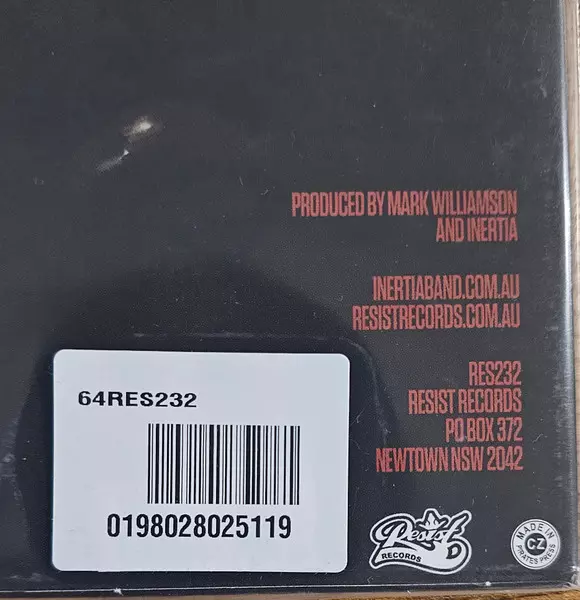 PRODUCED BY MARK WILLIAMSON
AND INERTIA
INERTIABAND.COM.AU
RESISTRECORDS.COM.AU
RES232
RESIST RECORDS
PO BOX 372
NEWTOWN NSW 2042
64RES232
0198028025119
Resist
RECORDS
D
MADE IN
CZ
PIRATES PRESS